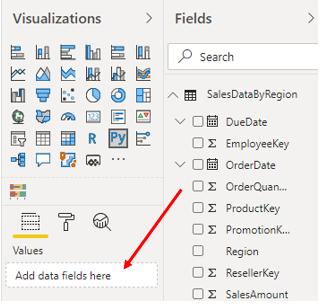 Visualizations
Fields
Search
SalesDataByRegion
DueDate
EmployeeKey
OrderDate
OrderQuan...
ProductKey
PromotionK...
Region
ResellerKey
SalesAmount
R
Py
123
Values
Add data fields here